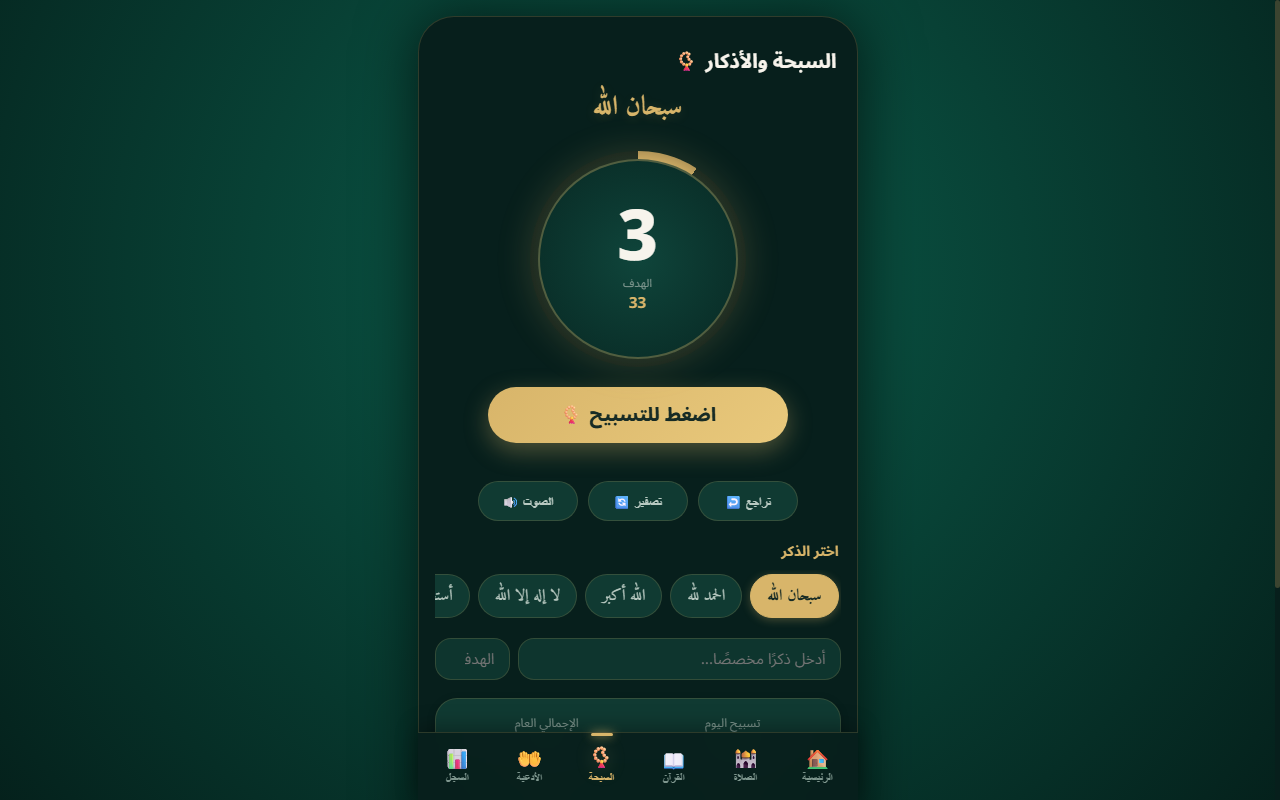 السبحة والأذكار
سبحان الله
3
الهدف
33
اضغط للتسبيح
تراجع
تصفير
الصوت
اختر الذكر
سبحان الله
الحمد لله
الله أكبر
لا إله إلا الله
أدخل ذكرًا مخصصًا...
الهدف
تسبيح اليوم
الإجمالي العام
الرئيسية
الصلاة
القرآن
السبحة
الأدعية
السجل